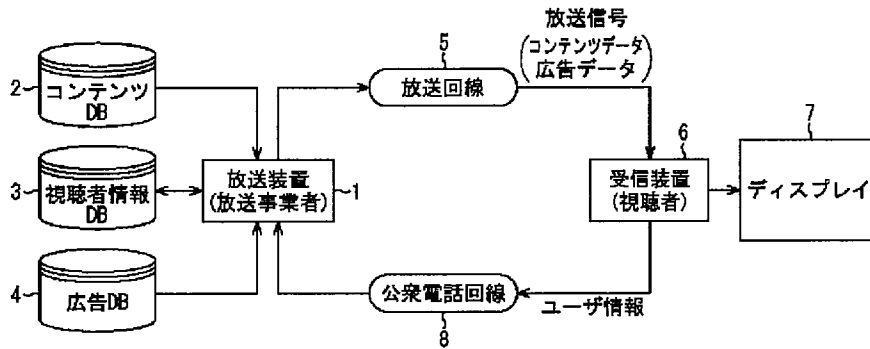 放送信号
(コンテンツデータ
広告データ)
5
放送回線
2
コンテンツ
DB
6
7
3
視聴者情報
DB
放送装置
(放送事業者)
1
受信装置
(視聴者)
ディスプレイ
4
広告DB
公衆電話回線
8
ユーザ情報